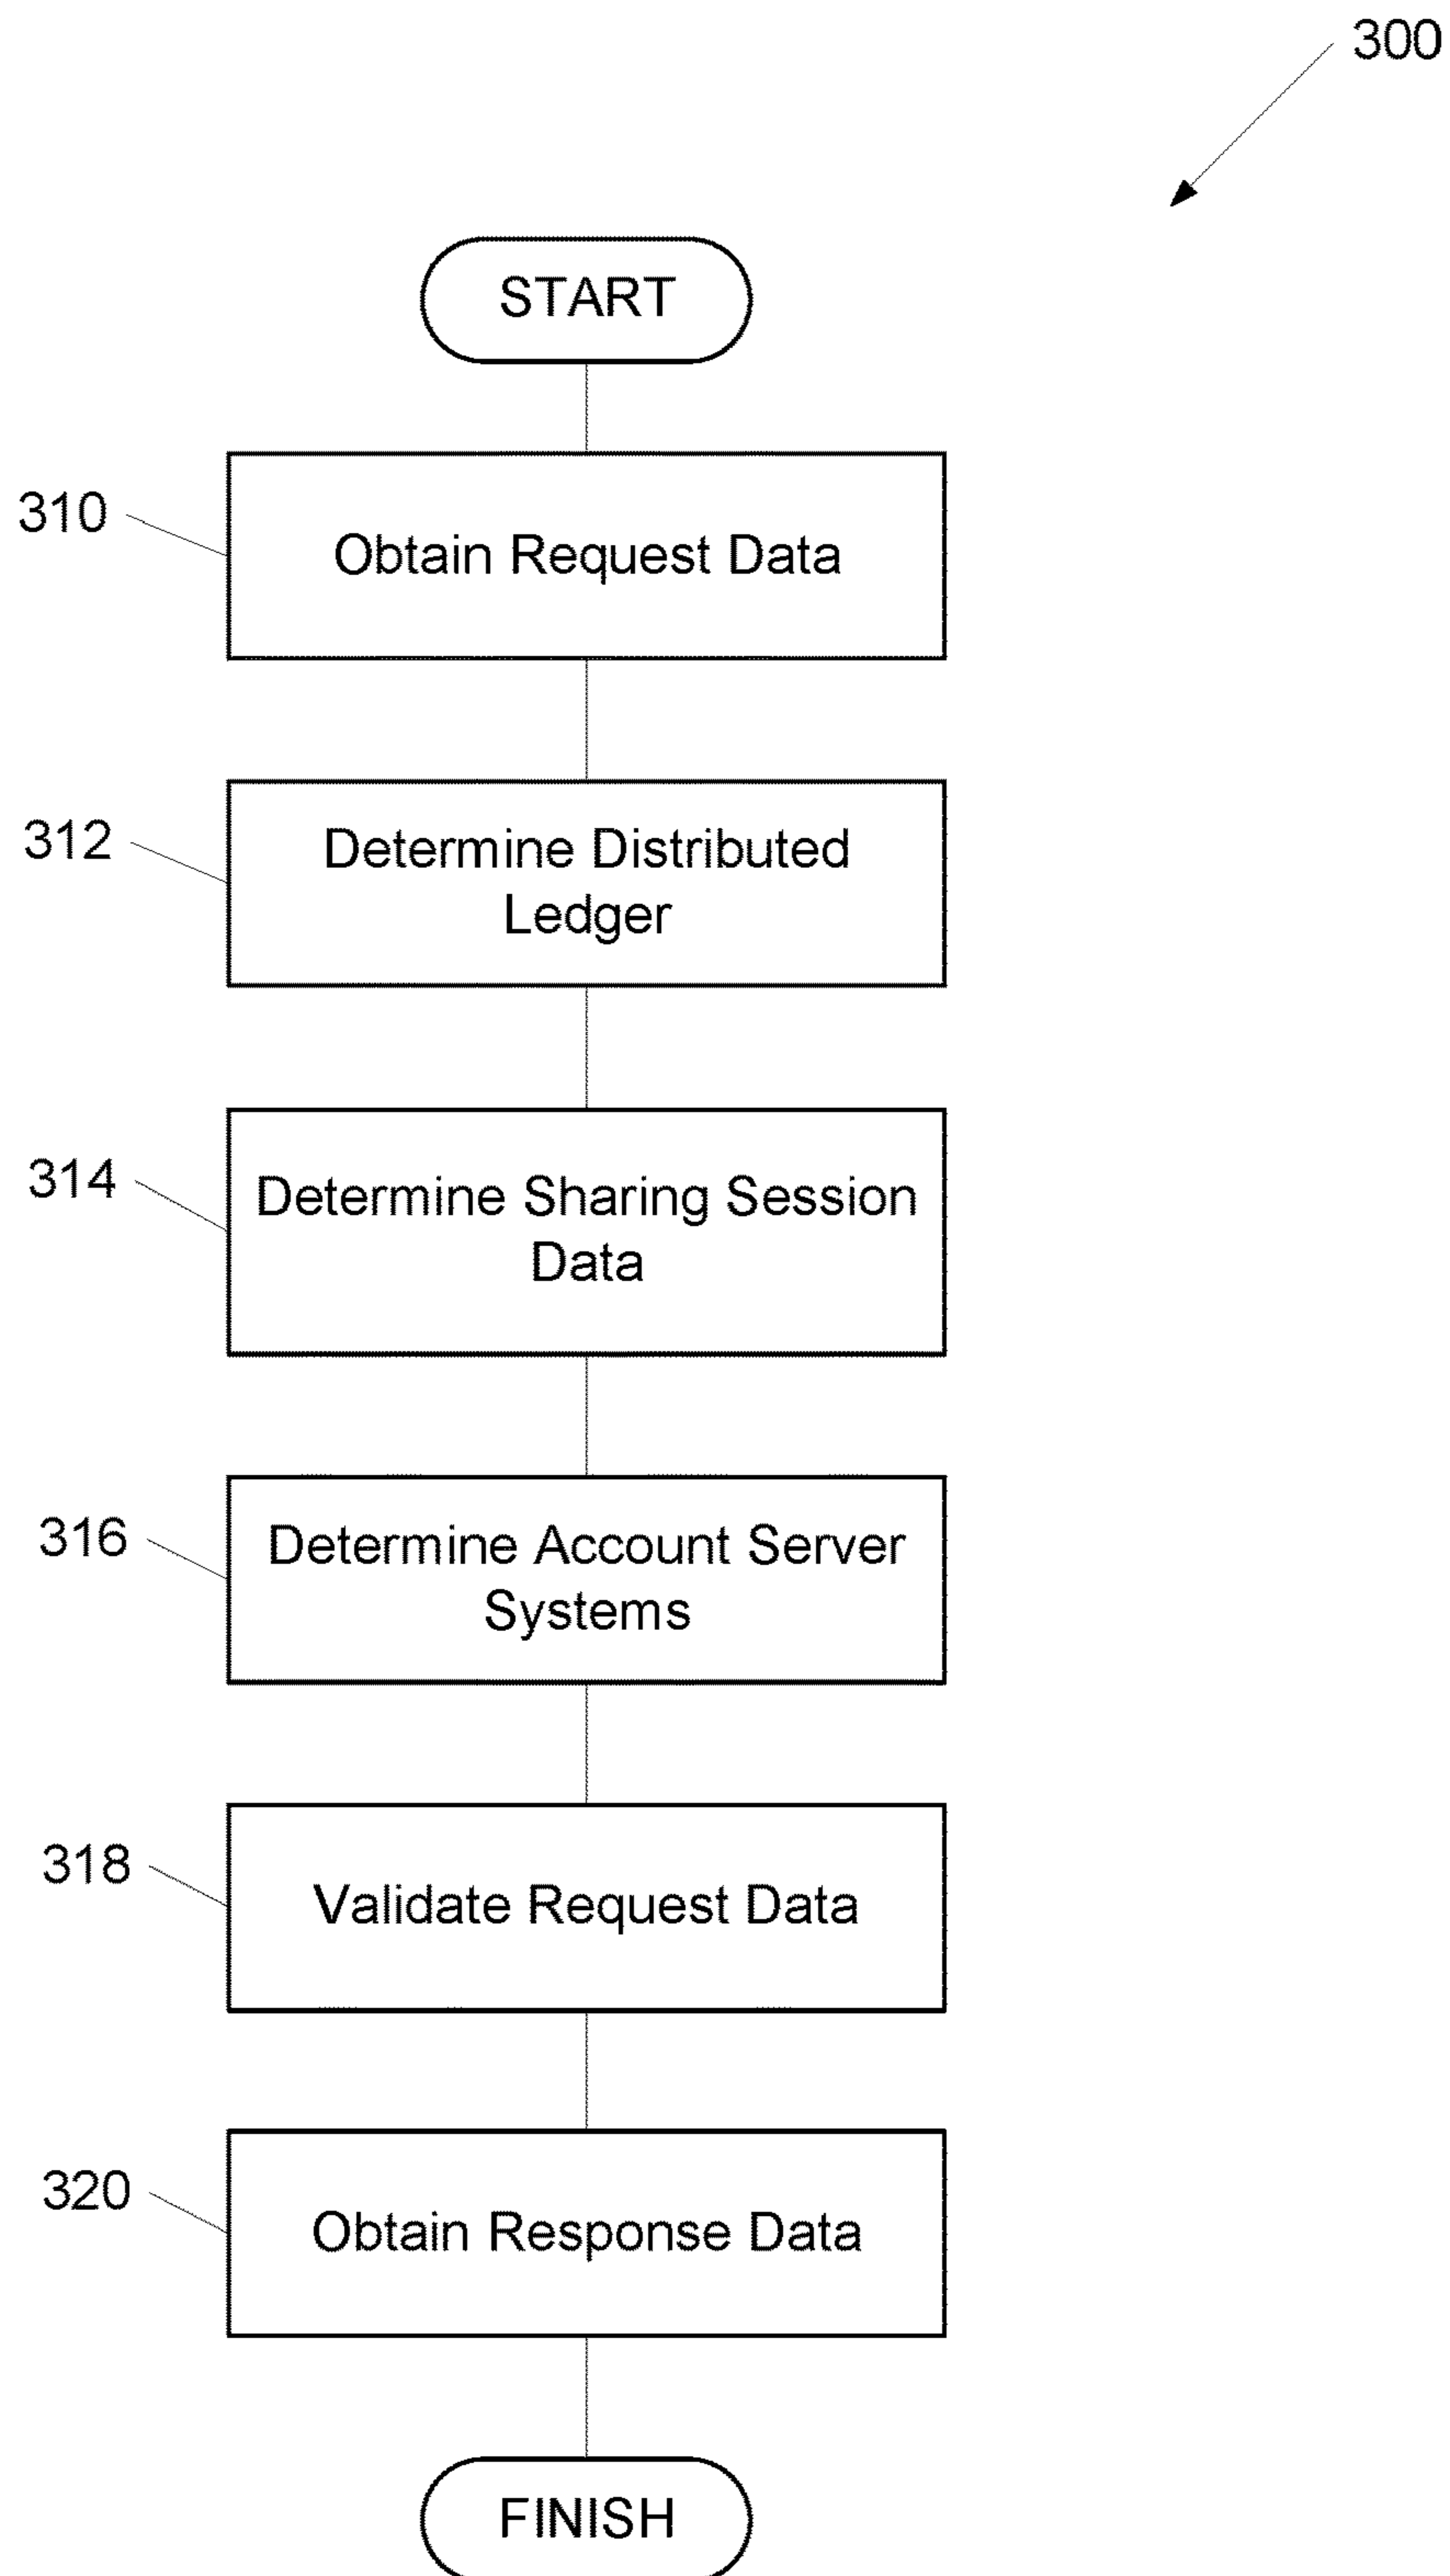 300
START
310
Obtain Request Data
312
Determine Distributed
Ledger
314
Determine Sharing Session
Data
316
Determine Account Server
Systems
318
Validate Request Data
320
Obtain Response Data
FINISH